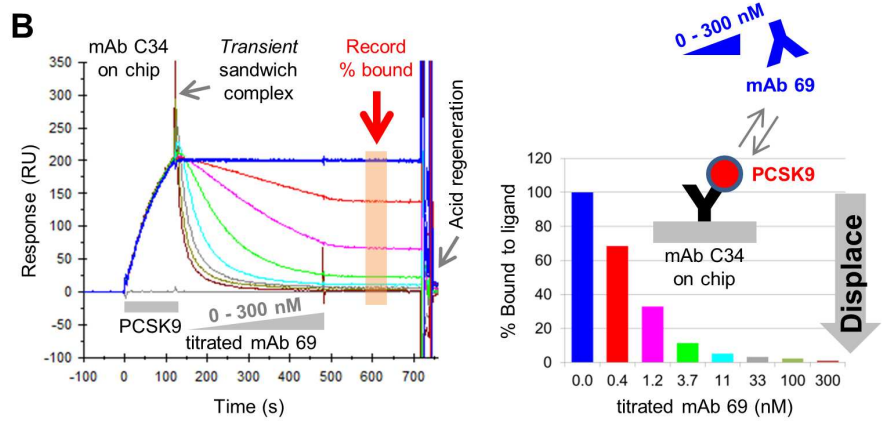 B
mAb C34
on chip
Transient
sandwich
complex
Record
% bound
Acid regeneration
350
300
250
200
150
100
50
0
-50
-100
Response (RU)
PCSK9
0 - 300 nM
titrated mAb 69
-100 0 100 200 300 400 500 600 700
Time (s)
0 - 300 nM
mAb 69
PCSK9
mAb C34
on chip
Displace
120
100
80
60
40
20
0
% Bound to ligand
0.0 0.4 1.2 3.7 11 33 100 300
titrated mAb 69 (nM)